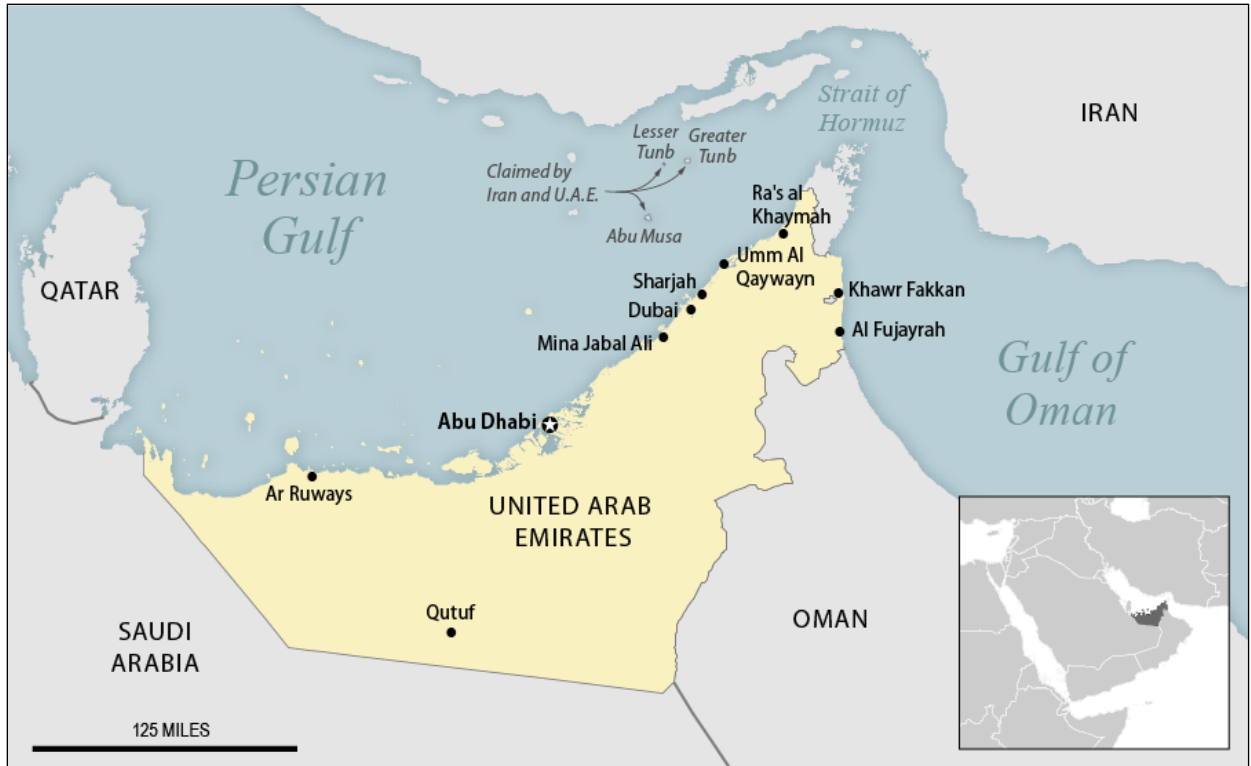 Strait of
Hormuz
IRAN
Lesser
Tunb
Greater
Tunb
Persian
Gulf
Claimed by
Iran and U.A.E.
Ra's al
Khaymah
Abu Musa
Umm Al
Qaywayn
QATAR
Sharjah
Khawr Fakkan
Dubai
Al Fujayrah
Mina Jabal Ali
Gulf of
Oman
Abu Dhabi
Ar Ruways
UNITED ARAB
EMIRATES
Qutuf
OMAN
SAUDI
ARABIA
125 MILES